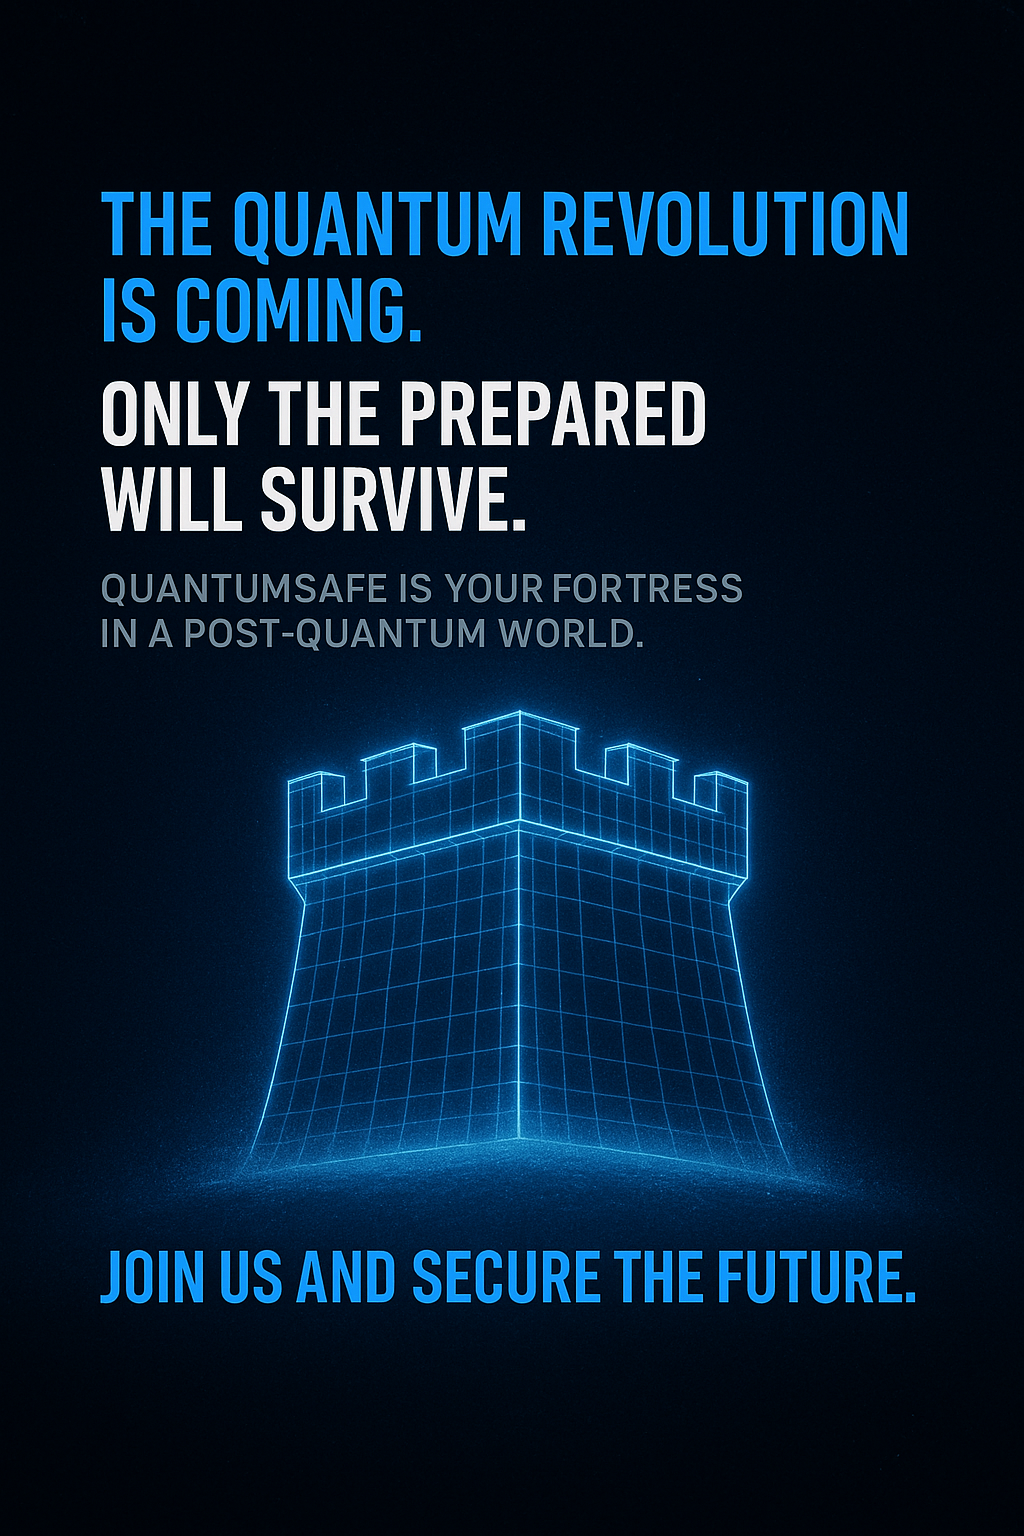 THE QUANTUM REVOLUTION
IS COMING.
ONLY THE PREPARED
WILL SURVIVE.
QUANTUMSAFE IS YOUR FORTRESS
IN A POST-QUANTUM WORLD.
JOIN US AND SECURE THE FUTURE.